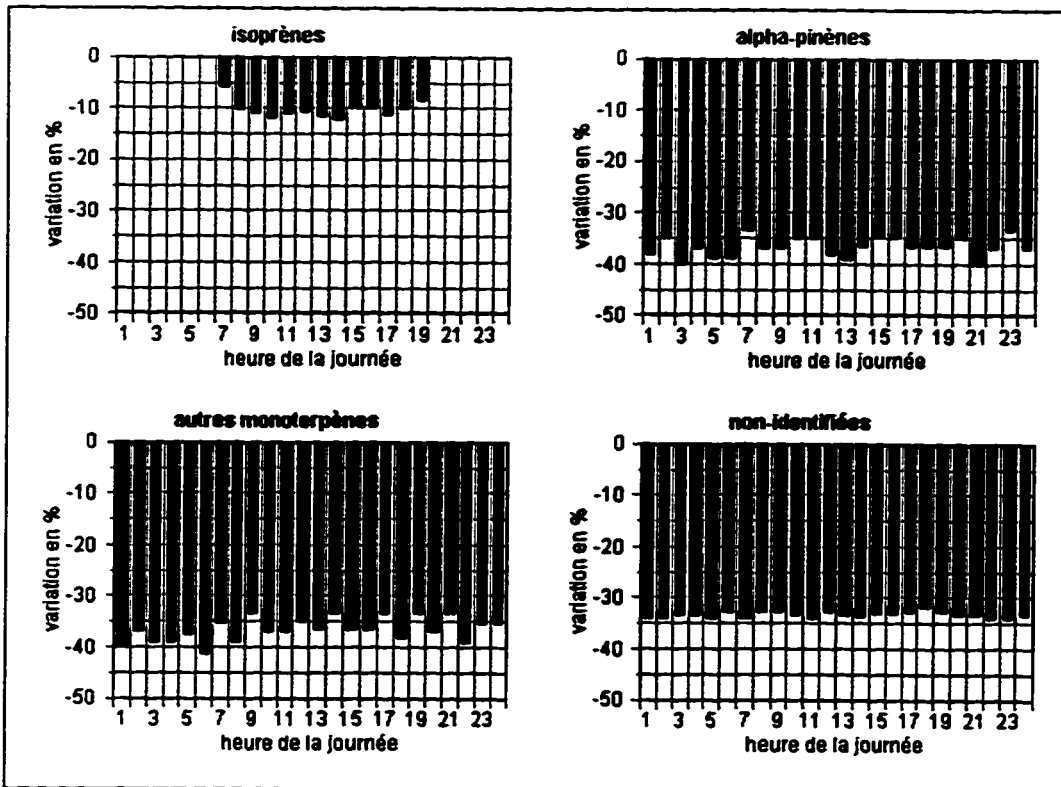 isoprènes
0
-10
-20
-30
-40
-50
variation en %
1 3 5 7 9 11 13 15 17 19 21 23
heure de la journée
alpha-pinènes
0
-10
-20
-30
-40
-50
variation en %
1 3 5 7 9 11 13 15 17 19 21 23
heure de la journée
autres monoterpènes
0
-10
-20
-30
-40
-50
variation en %
1 3 5 7 9 11 13 15 17 19 21 23
heure de la journée
non-identifiées
0
-10
-20
-30
-40
-50
variation en %
1 3 5 7 9 11 13 15 17 19 21 23
heure de la journée